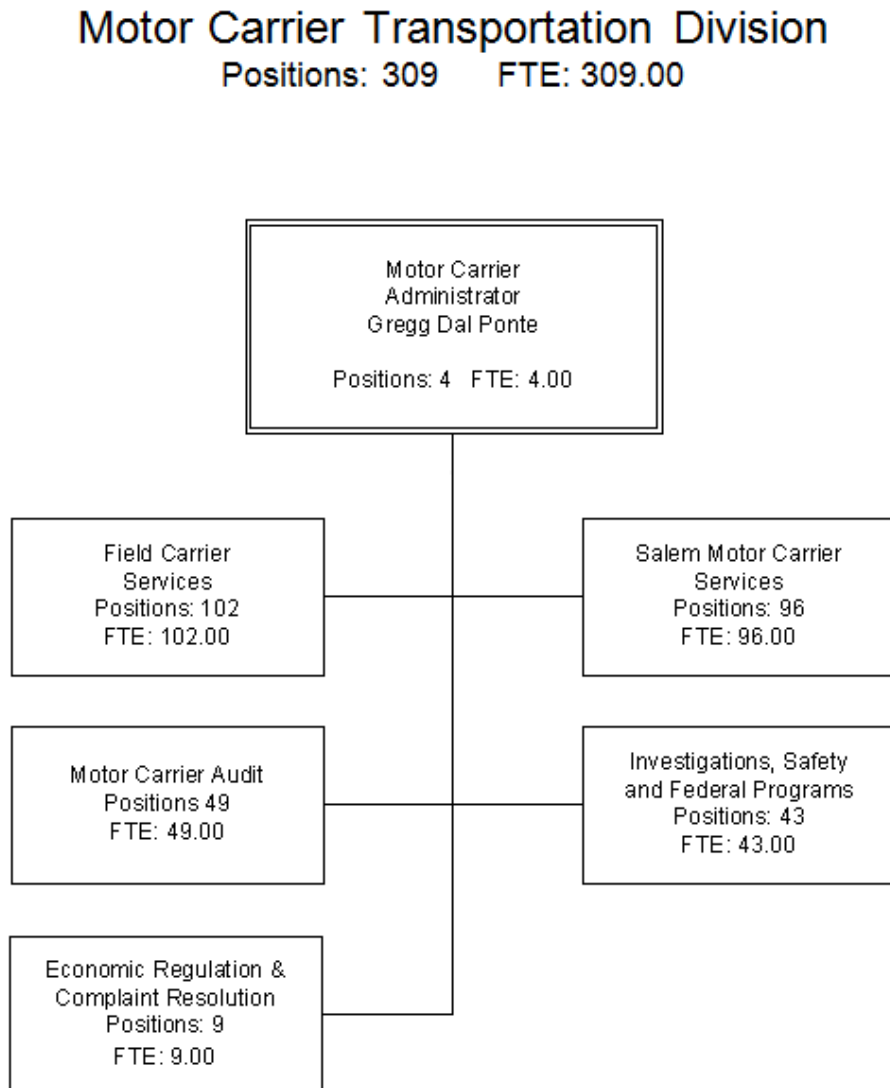 Motor Carrier Transportation Division
Positions: 309 FTE: 309.00
Motor Carrier
Administrator
Gregg Dal Ponte
Positions: 4 FTE: 4.00
Field Carrier
Services
Positions: 102
FTE: 102.00
Salem Motor Carrier
Services
Positions: 96
FTE: 96.00
Motor Carrier Audit
Positions 49
FTE: 49.00
Investigations, Safety
and Federal Programs
Positions: 43
FTE: 43.00
Economic Regulation &
Complaint Resolution
Positions: 9
FTE: 9.00